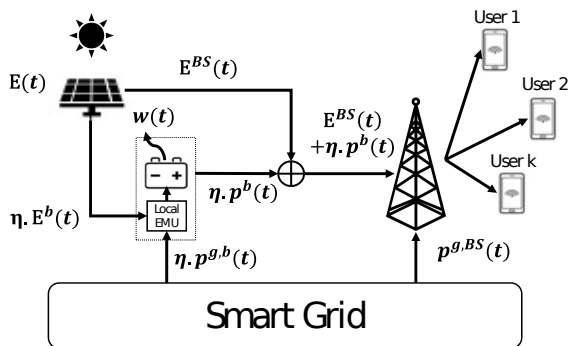 User 1
E(t)
E^{BS}(t)
w(t)
User 2
E^{BS}(t)
+η.p^{b}(t)
− +
User k
η.p^{b}(t)
η.E^{b}(t)
Local
EMU
η.p^{g,b}(t)
p^{g,BS}(t)
Smart Grid